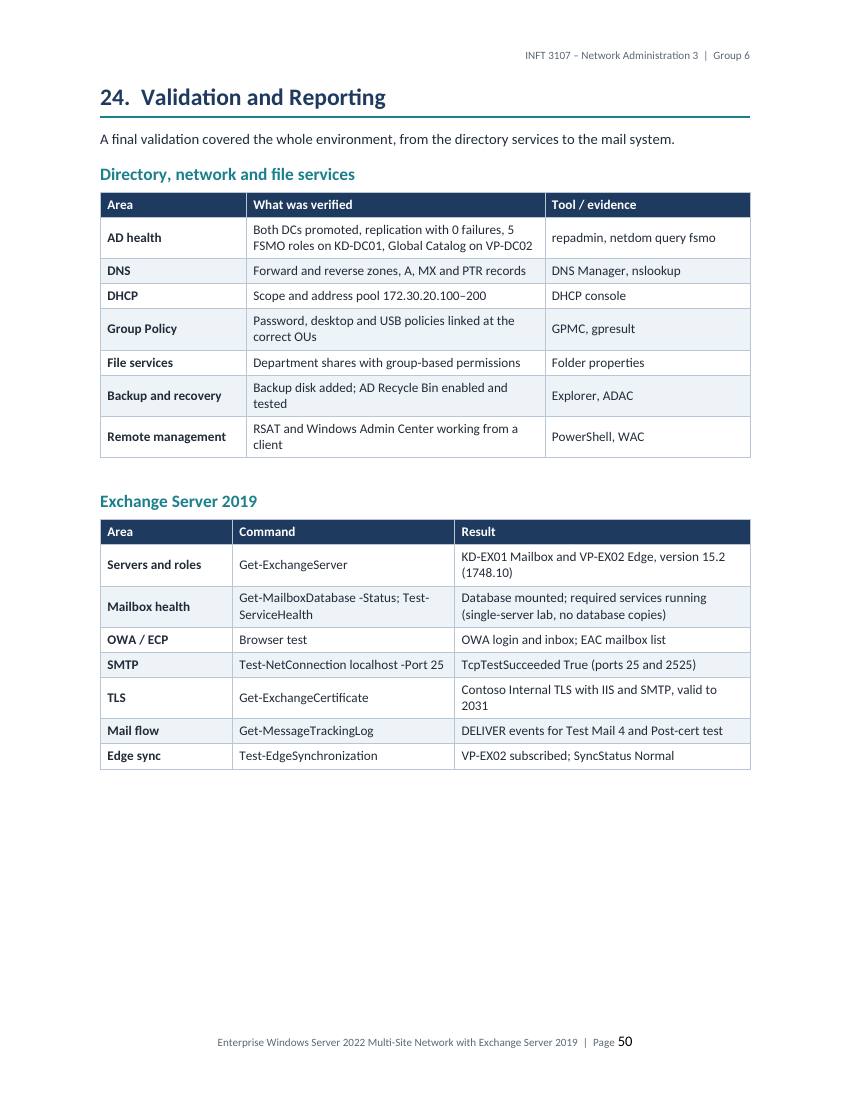 INFT 3107 – Network Administration 3 | Group 6
24. Validation and Reporting
A final validation covered the whole environment, from the directory services to the mail system.
Directory, network and file services
Area What was verified Tool / evidence
AD health Both DCs promoted, replication with 0 failures, 5 FSMO roles on KD-DC01, Global Catalog on VP-DC02 repadmin, netdom query fsmo
DNS Forward and reverse zones, A, MX and PTR records DNS Manager, nslookup
DHCP Scope and address pool 172.30.20.100–200 DHCP console
Group Policy Password, desktop and USB policies linked at the correct OUs GPMC, gpresult
File services Department shares with group-based permissions Folder properties
Backup and recovery Backup disk added; AD Recycle Bin enabled and tested Explorer, ADAC
Remote management RSAT and Windows Admin Center working from a client PowerShell, WAC
Exchange Server 2019
Area Command Result
Servers and roles Get-ExchangeServer KD-EX01 Mailbox and VP-EX02 Edge, version 15.2 (1748.10)
Mailbox health Get-MailboxDatabase -Status; Test-ServiceHealth Database mounted; required services running (single-server lab, no database copies)
OWA / ECP Browser test OWA login and inbox; EAC mailbox list
SMTP Test-NetConnection localhost -Port 25 TcpTestSucceeded True (ports 25 and 2525)
TLS Get-ExchangeCertificate Contoso Internal TLS with IIS and SMTP, valid to 2031
Mail flow Get-MessageTrackingLog DELIVER events for Test Mail 4 and Post-cert test
Edge sync Test-EdgeSynchronization VP-EX02 subscribed; SyncStatus Normal
Enterprise Windows Server 2022 Multi-Site Network with Exchange Server 2019 | Page 50